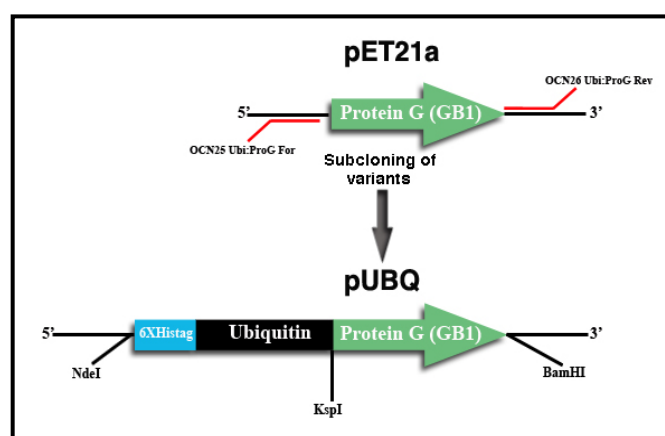 pET21a
OCN26 Ubi:ProG Rev
5' Protein G (GB1) 3'
OCN25 Ubi:ProG For
Subcloning of
variants
pUBQ
5' 6XHistag Ubiquitin Protein G (GB1) 3'
NdeI BamHI
KspI